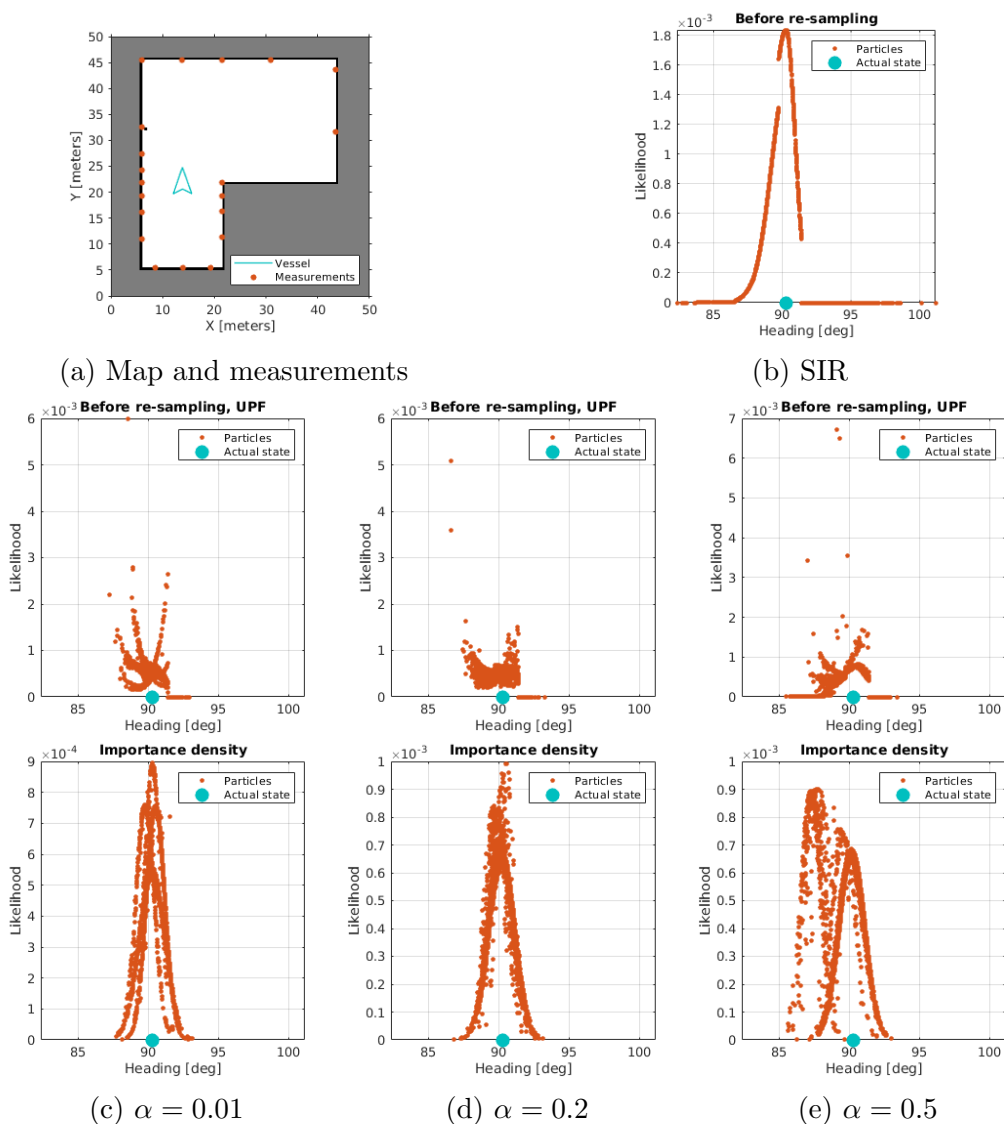 50
45
40
35
30
25
20
15
10
5
0
Y [meters]
0 10 20 30 40 50
X [meters]
Vessel
Measurements
(a) Map and measurements
×10⁻³
Before re-sampling
1.8
1.6
1.4
1.2
1
0.8
0.6
0.4
0.2
0
Likelihood
Particles
Actual state
85 90 95 100
Heading [deg]
(b) SIR
×10⁻³
Before re-sampling, UPF
6
5
4
3
2
1
0
Likelihood
Particles
Actual state
85 90 95 100
Heading [deg]
×10⁻³
Before re-sampling, UPF
6
5
4
3
2
1
0
Likelihood
Particles
Actual state
85 90 95 100
Heading [deg]
×10⁻³
Before re-sampling, UPF
7
6
5
4
3
2
1
0
Likelihood
Particles
Actual state
85 90 95 100
Heading [deg]
×10⁻⁴
Importance density
9
8
7
6
5
4
3
2
1
0
Likelihood
Particles
Actual state
85 90 95 100
Heading [deg]
(c) α = 0.01
×10⁻³
Importance density
1
0.9
0.8
0.7
0.6
0.5
0.4
0.3
0.2
0.1
0
Likelihood
Particles
Actual state
85 90 95 100
Heading [deg]
(d) α = 0.2
×10⁻³
Importance density
1
0.9
0.8
0.7
0.6
0.5
0.4
0.3
0.2
0.1
0
Likelihood
Particles
Actual state
85 90 95 100
Heading [deg]
(e) α = 0.5